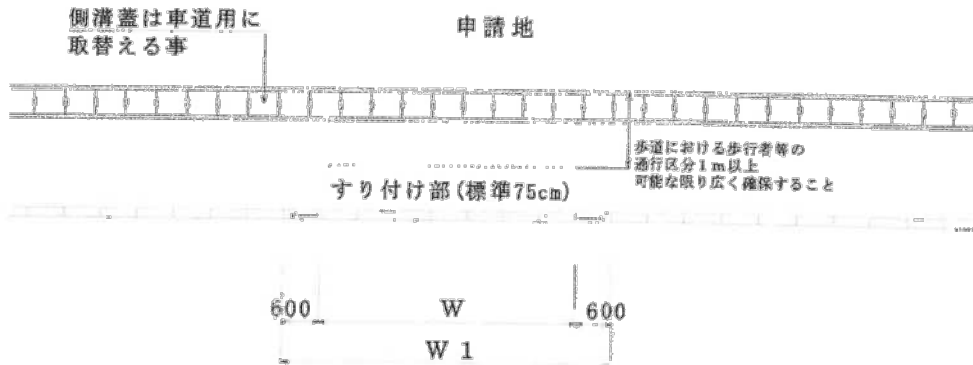 側溝蓋は車道用に
取替える事
申請地
歩道における歩行者等の
通行区分1m以上
可能な限り広く確保すること
すり付け部(標準75cm)
600 W 600
W 1